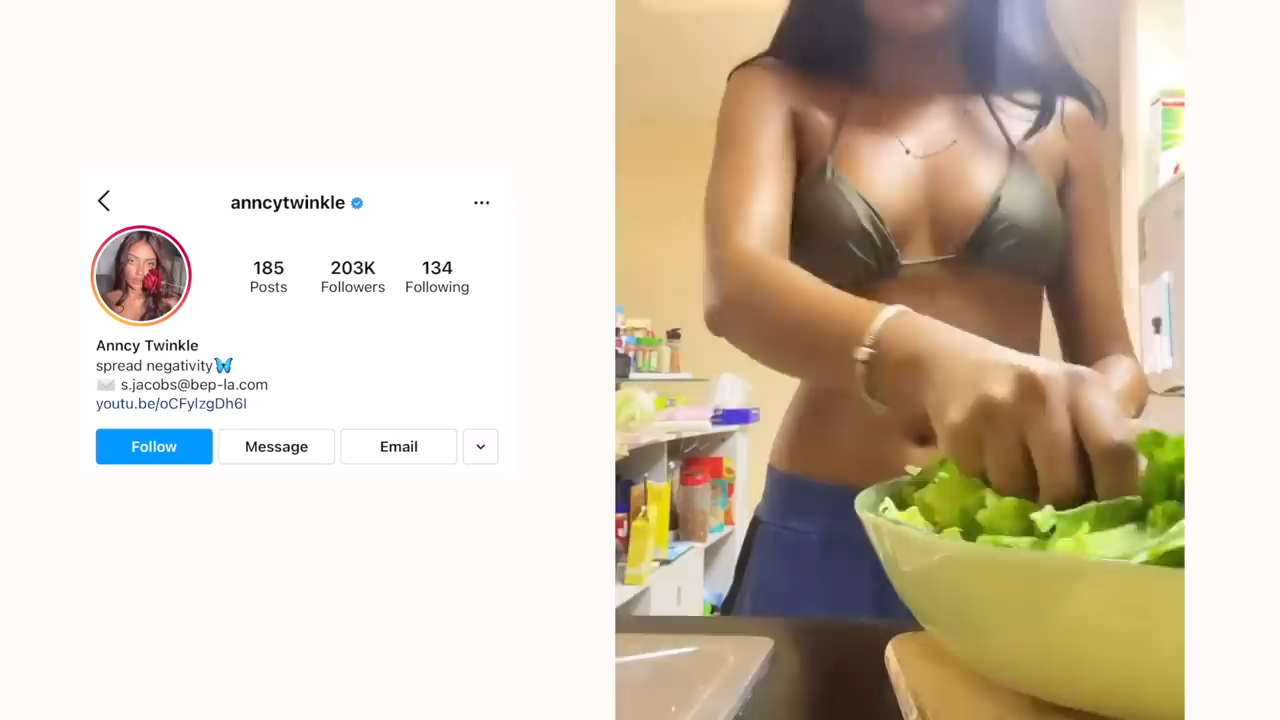 anncytwinkle
185 203K 134
Posts Followers Following
Anncy Twinkle
spread negativity🦋
s.jacobs@bep-la.com
youtu.be/oCFylzgDh6I
Follow Message Email